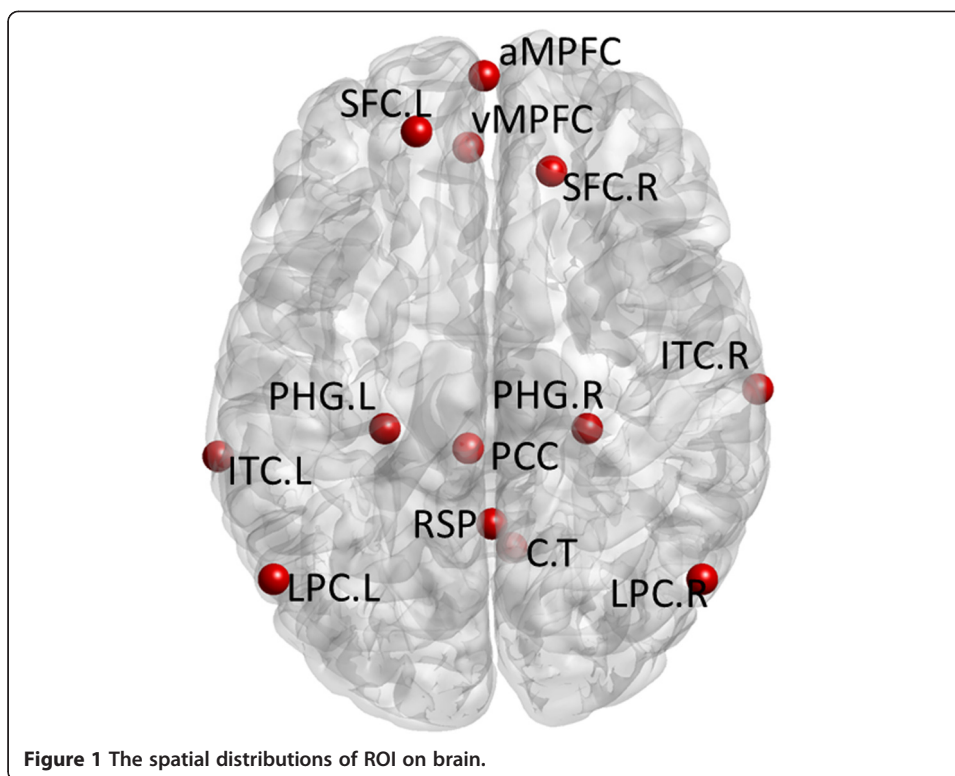 aMPFC
SFC.L
vMPFC
SFC.R
ITC.R
PHG.L
PHG.R
PCC
ITC.L
RSP
C.T
LPC.L
LPC.R
Figure 1 The spatial distributions of ROI on brain.